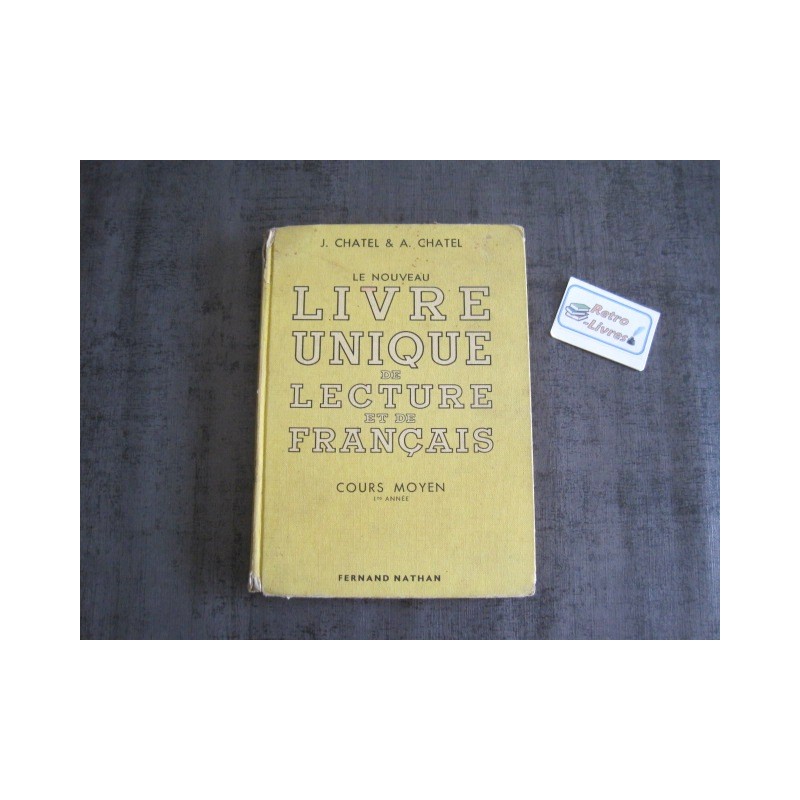 J. CHATEL & A. CHATEL
LE NOUVEAU
LIVRE
UNIQUE
DE
LECTURE
ET DE
FRANÇAIS
COURS MOYEN
1re ANNÉE
FERNAND NATHAN
Retro
-Livres